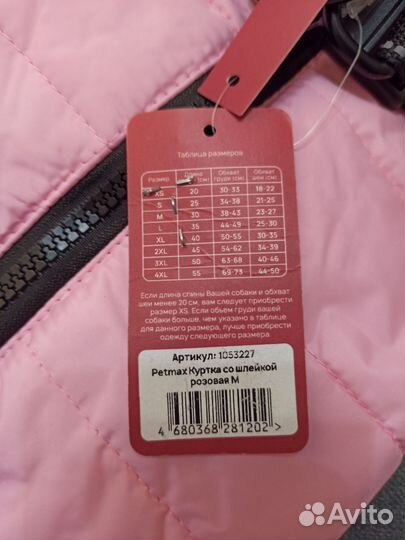 Таблица размеров
Размер Длина (см) Обхват груди (см) Обхват шеи (см)
XS 20 30-33 18-22
S 25 34-38 21-25
M 30 38-43 23-27
L 35 44-49 25-30
XL 40 50-55 30-35
2XL 45 54-62 34-39
3XL 50 63-68 40-46
4XL 55 69-73 44-50
Если длина спины Вашей собаки и обхват
шеи менее 20 см, вам следует приобрести
размер XS. Если объем груди вашей
собаки больше, чем указано в таблице
для данного размера, лучше приобрести
одежду следующего размера.
Артикул: 1053227
Petmax Куртка со шлейкой
розовая M
4 680368 281202 >
Avito